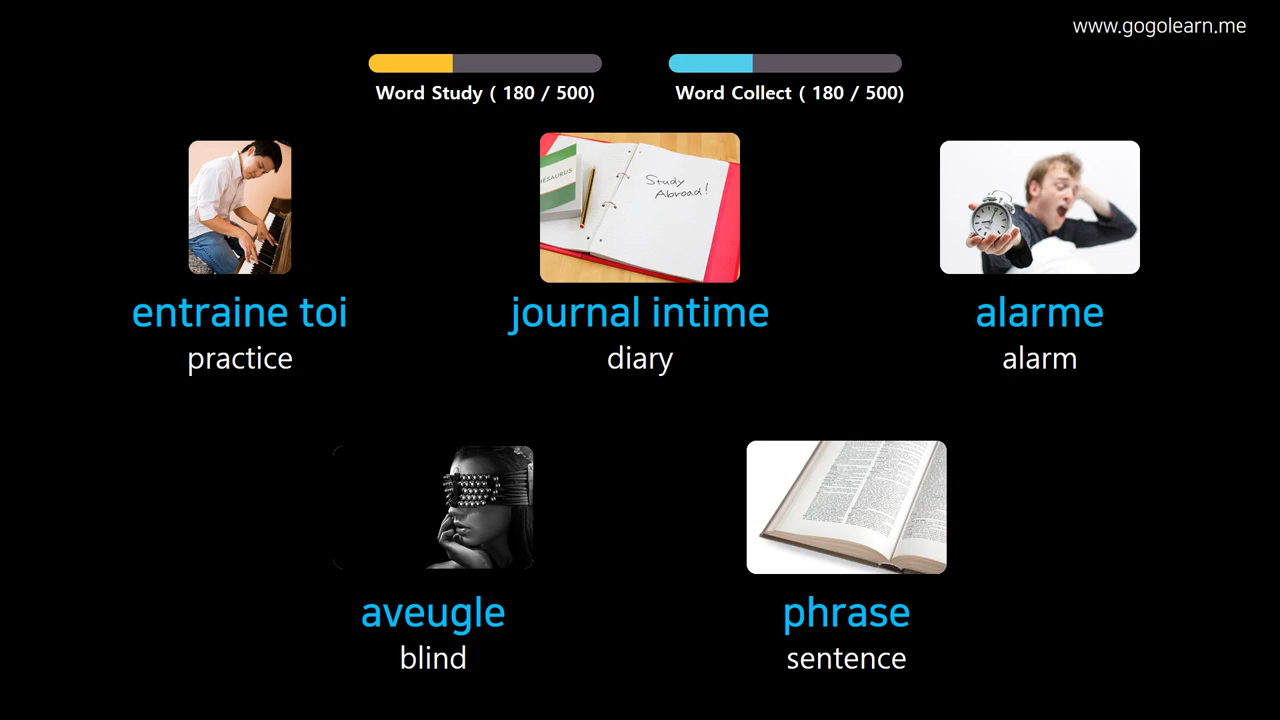 www.gogolearn.me
Word Study ( 180 / 500)
Word Collect ( 180 / 500)
Study
Abroad!
entraine toi
journal intime
alarme
practice
diary
alarm
aveugle
phrase
blind
sentence